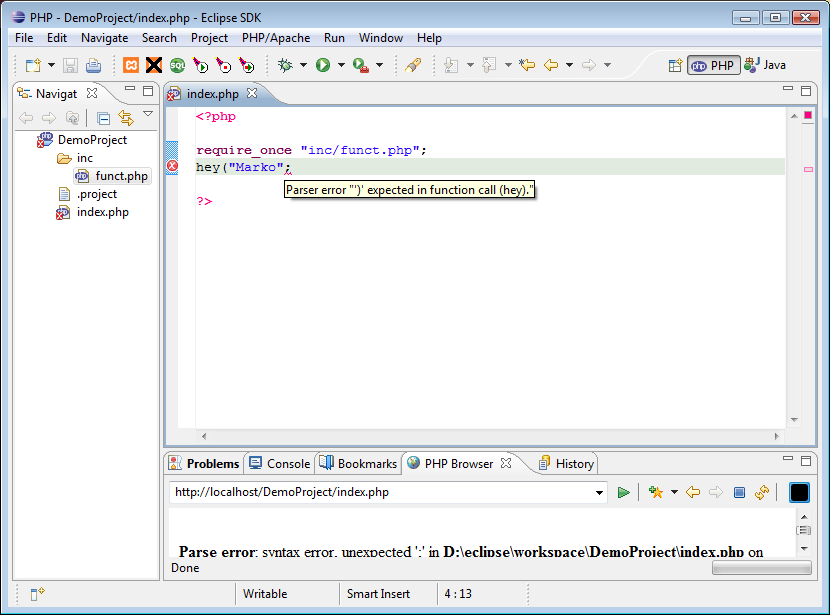 PHP - DemoProject/index.php - Eclipse SDK
File Edit Navigate Search Project PHP/Apache Run Window Help
SQL
PHP Java
Navigat
index.php
DemoProject
inc
funct.php
.project
index.php
<?php
require_once "inc/funct.php";
hey("Marko";
Parser error "')' expected in function call (hey)."
?>
Problems Console Bookmarks PHP Browser History
http://localhost/DemoProject/index.php
Parse error: syntax error, unexpected ';' in D:\eclipse\workspace\DemoProject\index.php on
Done
Writable Smart Insert 4 : 13